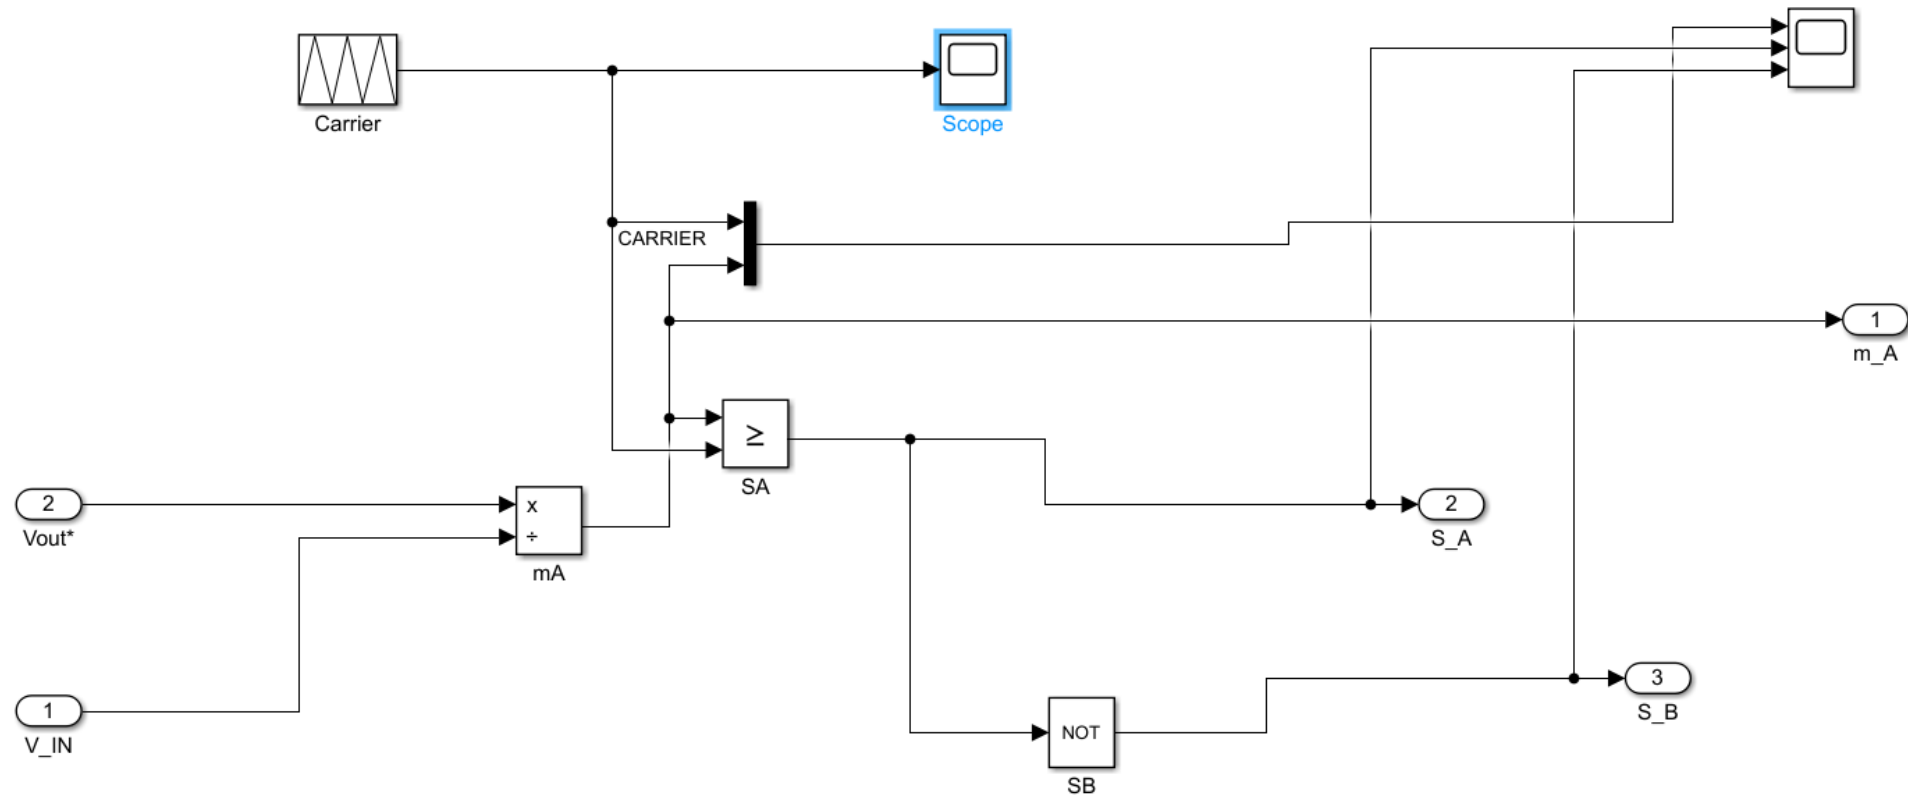 Carrier
Scope
CARRIER
1
m_A
≥
SA
2
Vout*
x
÷
mA
2
S_A
1
V_IN
3
S_B
NOT
SB